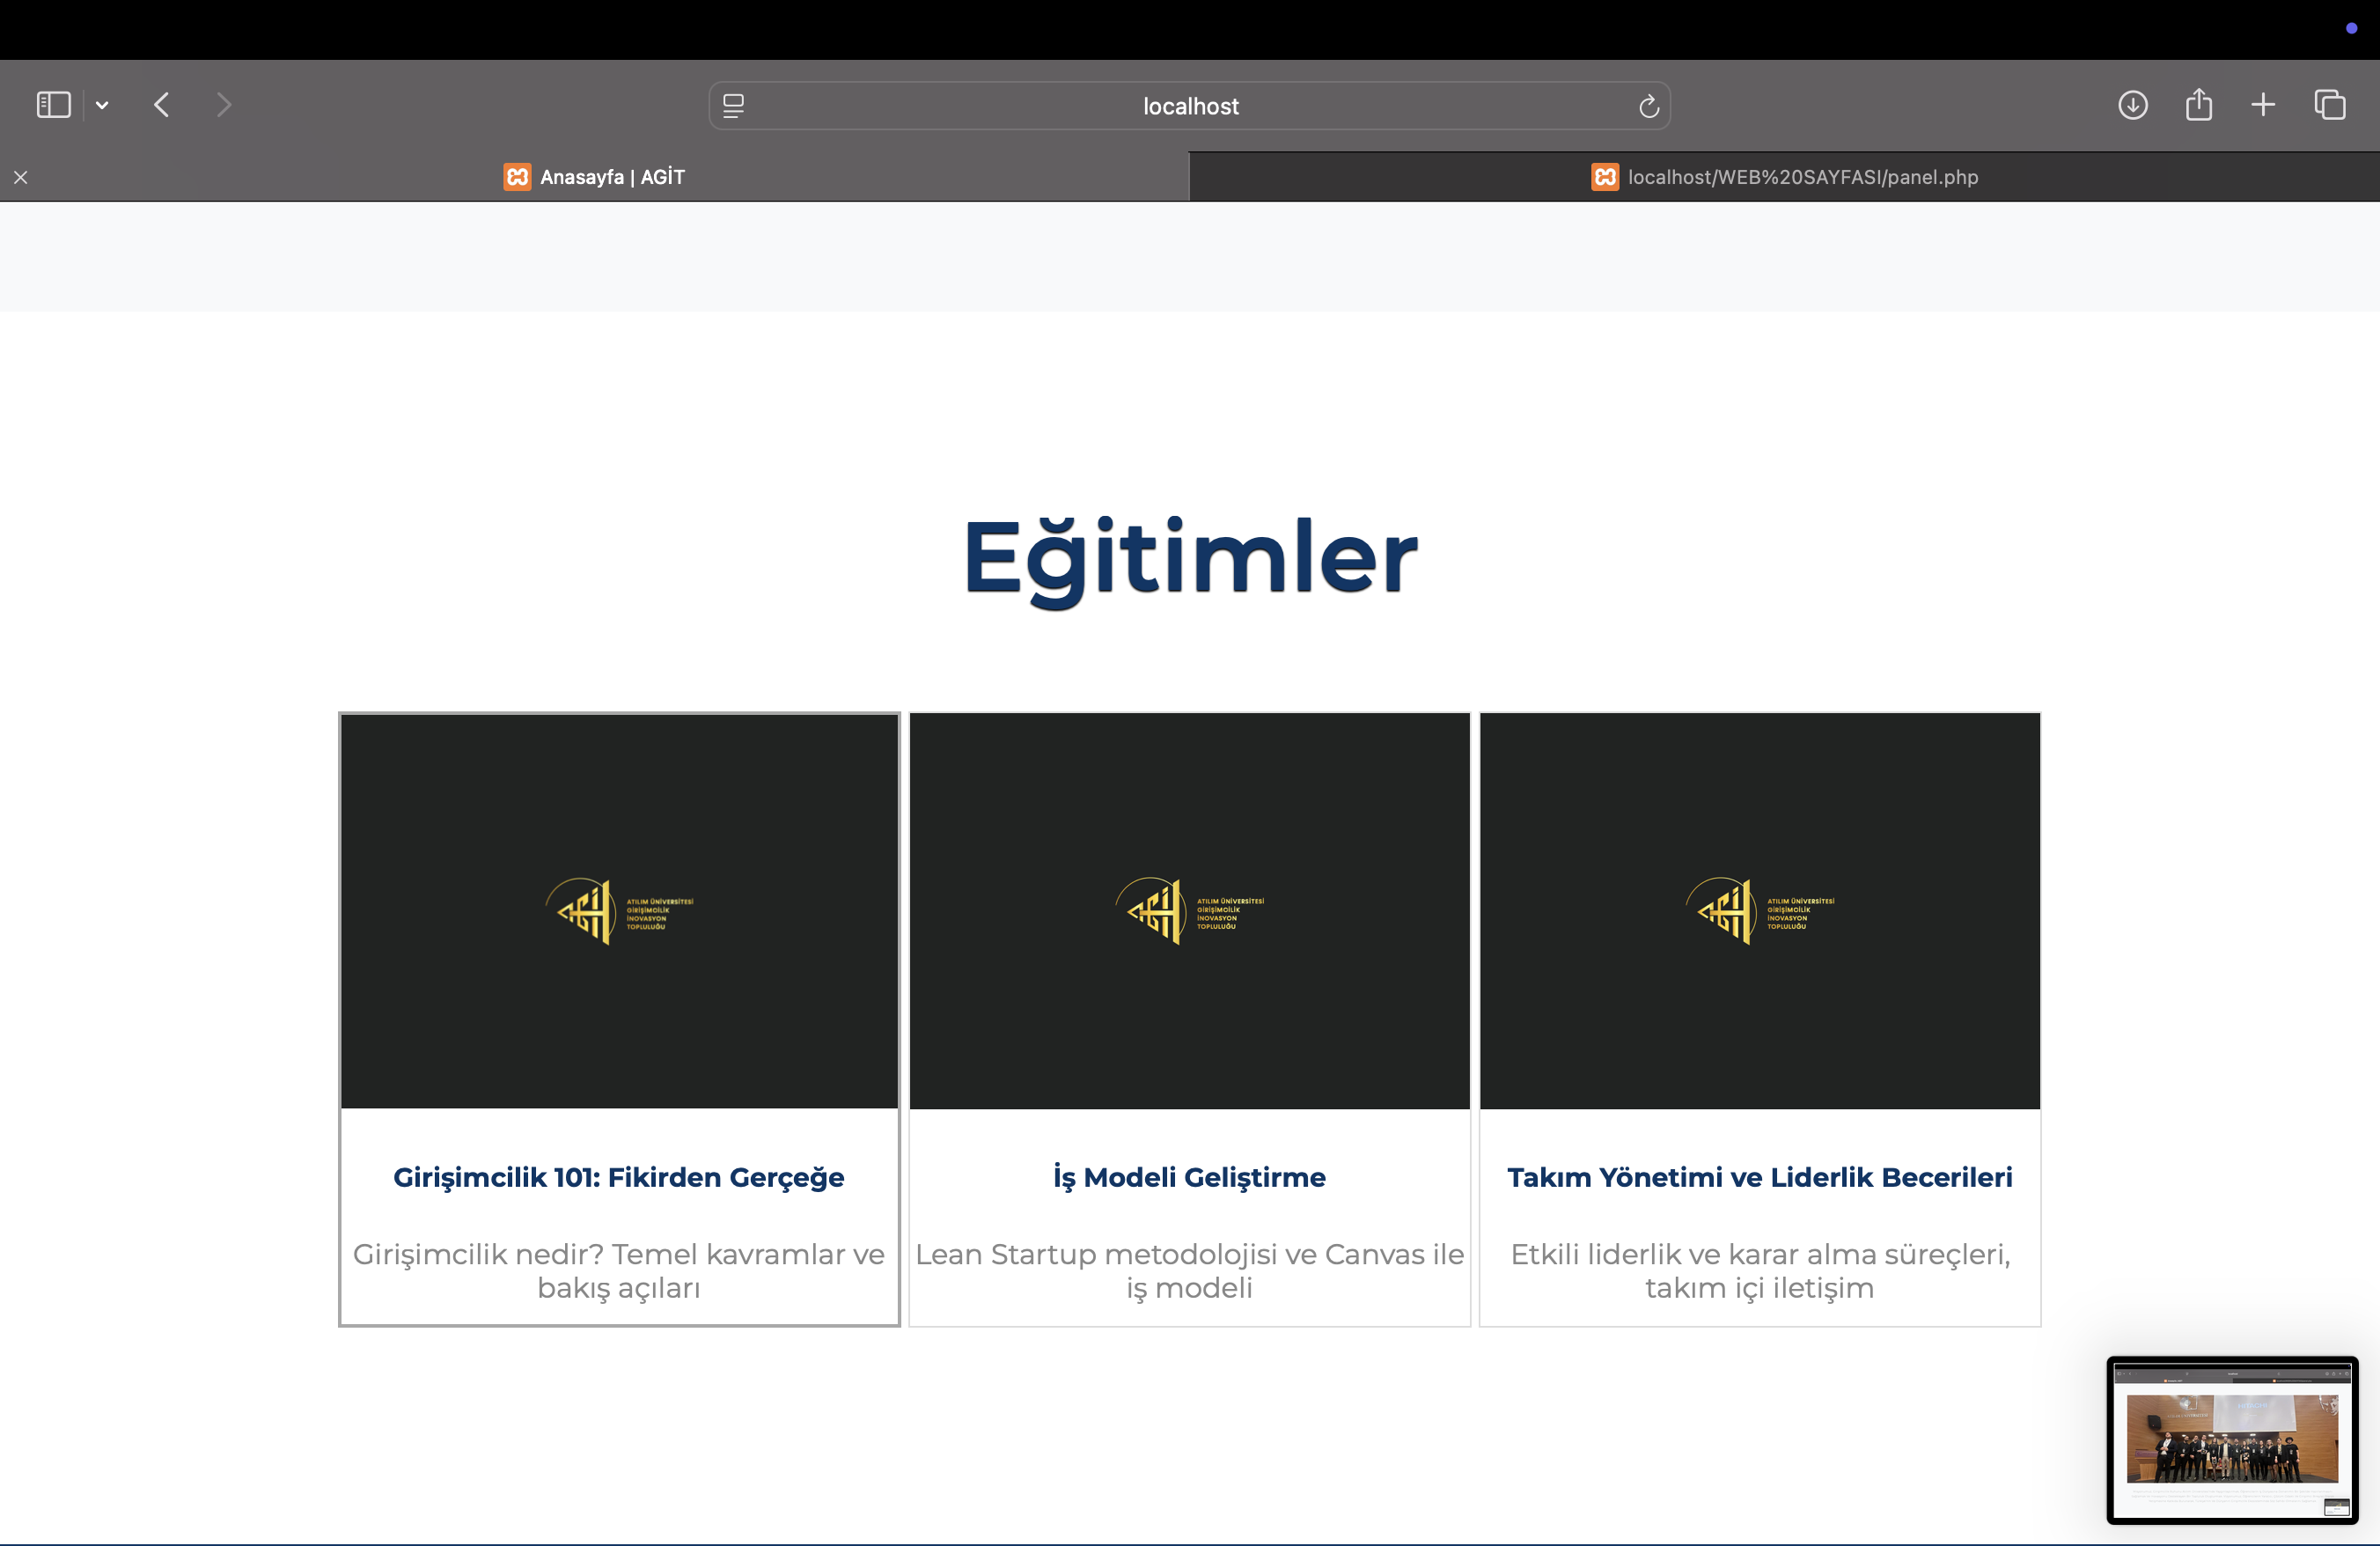 localhost
Anasayfa | AGİT
localhost/WEB%20SAYFASI/panel.php
Eğitimler
ATILIM ÜNİVERSİTESİ
GİRİŞİMCİLİK
İNOVASYON
TOPLULUĞU
ATILIM ÜNİVERSİTESİ
GİRİŞİMCİLİK
İNOVASYON
TOPLULUĞU
ATILIM ÜNİVERSİTESİ
GİRİŞİMCİLİK
İNOVASYON
TOPLULUĞU
Girişimcilik 101: Fikirden Gerçeğe
Girişimcilik nedir? Temel kavramlar ve
bakış açıları
İş Modeli Geliştirme
Lean Startup metodolojisi ve Canvas ile
iş modeli
Takım Yönetimi ve Liderlik Becerileri
Etkili liderlik ve karar alma süreçleri,
takım içi iletişim